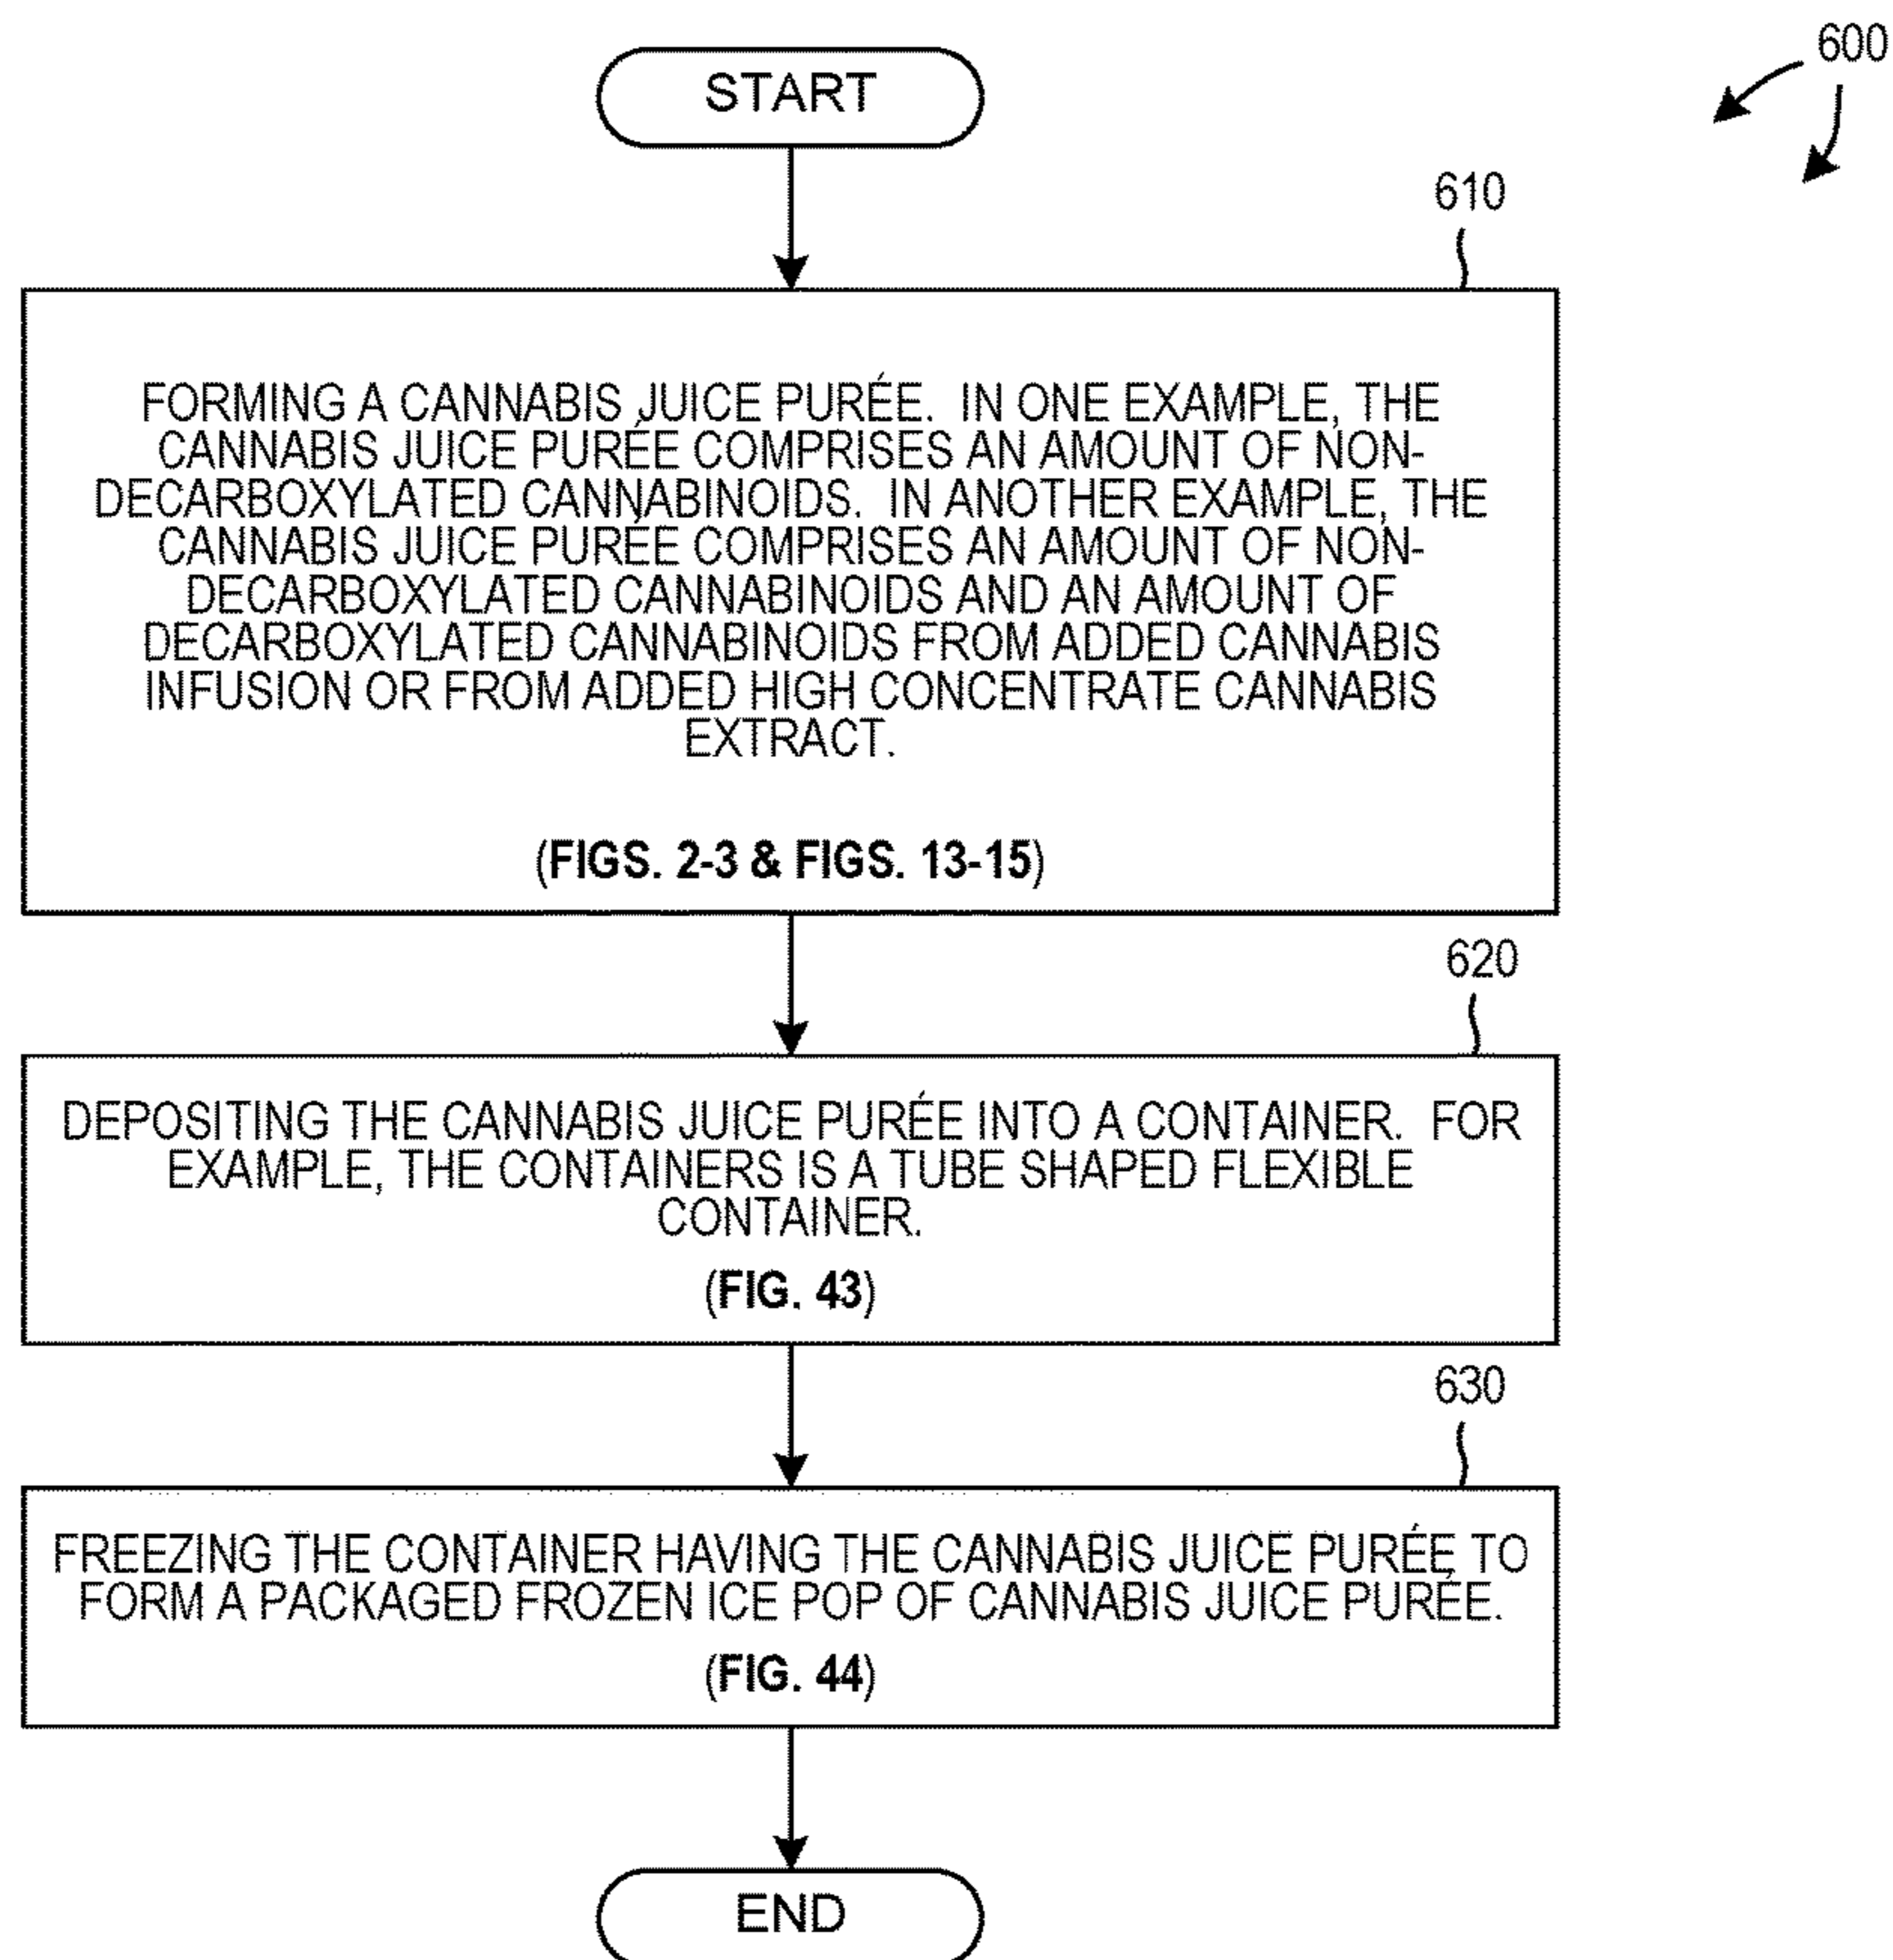 START
600
610
FORMING A CANNABIS JUICE PURÉE. IN ONE EXAMPLE, THE
CANNABIS JUICE PURÉE COMPRISES AN AMOUNT OF NON-
DECARBOXYLATED CANNABINOIDS. IN ANOTHER EXAMPLE, THE
CANNABIS JUICE PURÉE COMPRISES AN AMOUNT OF NON-
DECARBOXYLATED CANNABINOIDS AND AN AMOUNT OF
DECARBOXYLATED CANNABINOIDS FROM ADDED CANNABIS
INFUSION OR FROM ADDED HIGH CONCENTRATE CANNABIS
EXTRACT.
(FIGS. 2-3 & FIGS. 13-15)
620
DEPOSITING THE CANNABIS JUICE PURÉE INTO A CONTAINER. FOR
EXAMPLE, THE CONTAINERS IS A TUBE SHAPED FLEXIBLE
CONTAINER.
(FIG. 43)
630
FREEZING THE CONTAINER HAVING THE CANNABIS JUICE PURÉE TO
FORM A PACKAGED FROZEN ICE POP OF CANNABIS JUICE PURÉE.
(FIG. 44)
END